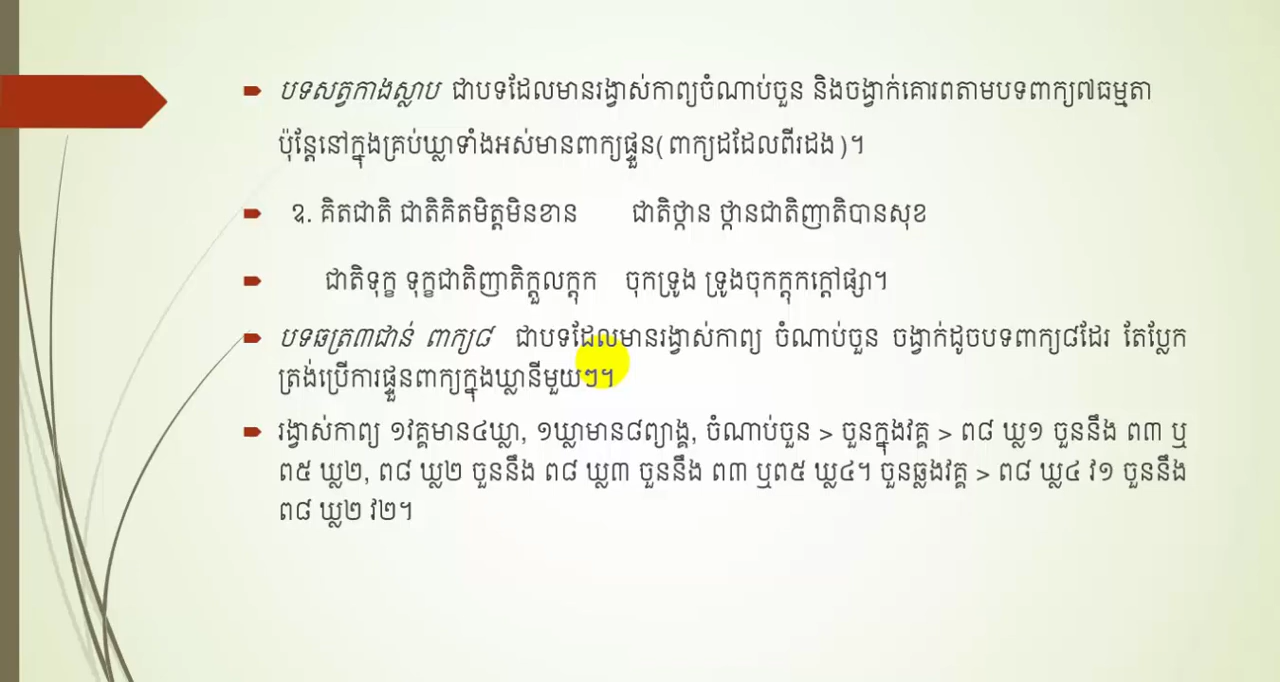 បទសត្វកាងស្លាប ជាបទដែលមានរង្វាស់កាព្យចំណាប់ចួន និងចង្វាក់គោរពតាមបទពាក្យ៧ធម្មតា
ប៉ុន្តែនៅក្នុងគ្រប់ឃ្លាទាំងអស់មានពាក្យផ្ទួន( ពាក្យដដែលពីរដង )។
ឧ. គិតជាតិ ជាតិគិតមិត្តមិនខាន ជាតិថ្កាន ថ្កានជាតិញាតិបានសុខ
ជាតិទុក្ខ ទុក្ខជាតិញាតិក្តួលក្តុក ចុកទ្រូង ទ្រូងចុកក្តុកក្តៅផ្សា។
បទឆត្រ៣ជាន់ ពាក្យ៨ ជាបទដែលមានរង្វាស់កាព្យ ចំណាប់ចួន ចង្វាក់ដូចបទពាក្យ៨ដែរ តែប្លែក
ត្រង់ប្រើការផ្ទួនពាក្យក្នុងឃ្លានីមួយៗ។
រង្វាស់កាព្យ ១វគ្គមាន៤ឃ្លា, ១ឃ្លាមាន៨ព្យាង្គ, ចំណាប់ចួន > ចួនក្នុងវគ្គ > ព៨ ឃ្ល១ ចួននឹង ព៣ ឬ
ព៥ ឃ្ល២, ព៨ ឃ្ល២ ចួននឹង ព៨ ឃ្ល៣ ចួននឹង ព៣ ឬព៥ ឃ្ល៤។ ចួនឆ្លងវគ្គ > ព៨ ឃ្ល៤ វ១ ចួននឹង
ព៨ ឃ្ល២ វ២។